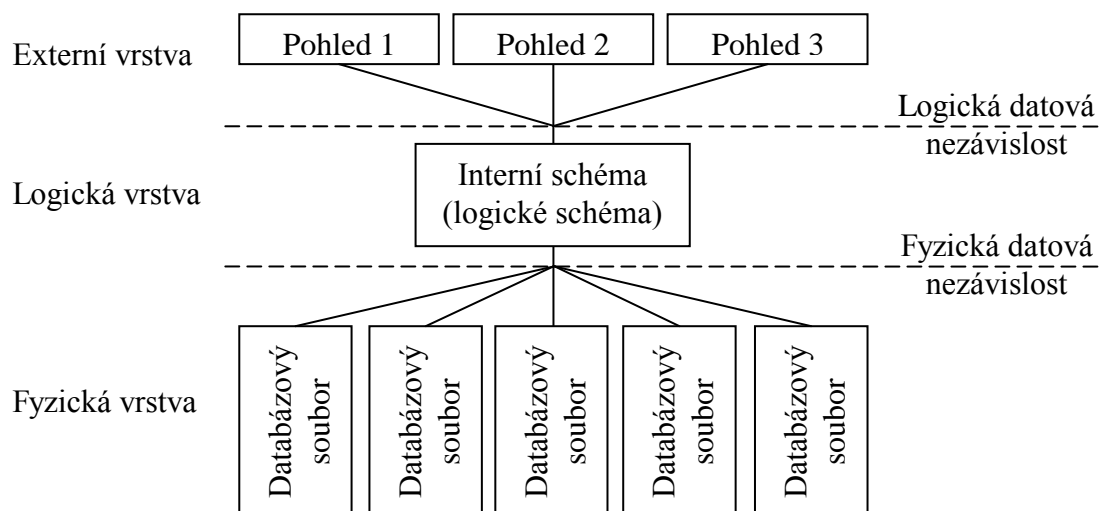 Externí vrstva
Pohled 1
Pohled 2
Pohled 3
Logická datová
nezávislost
Logická vrstva
Interní schéma
(logické schéma)
Fyzická datová
nezávislost
Fyzická vrstva
Databázový
soubor
Databázový
soubor
Databázový
soubor
Databázový
soubor
Databázový
soubor